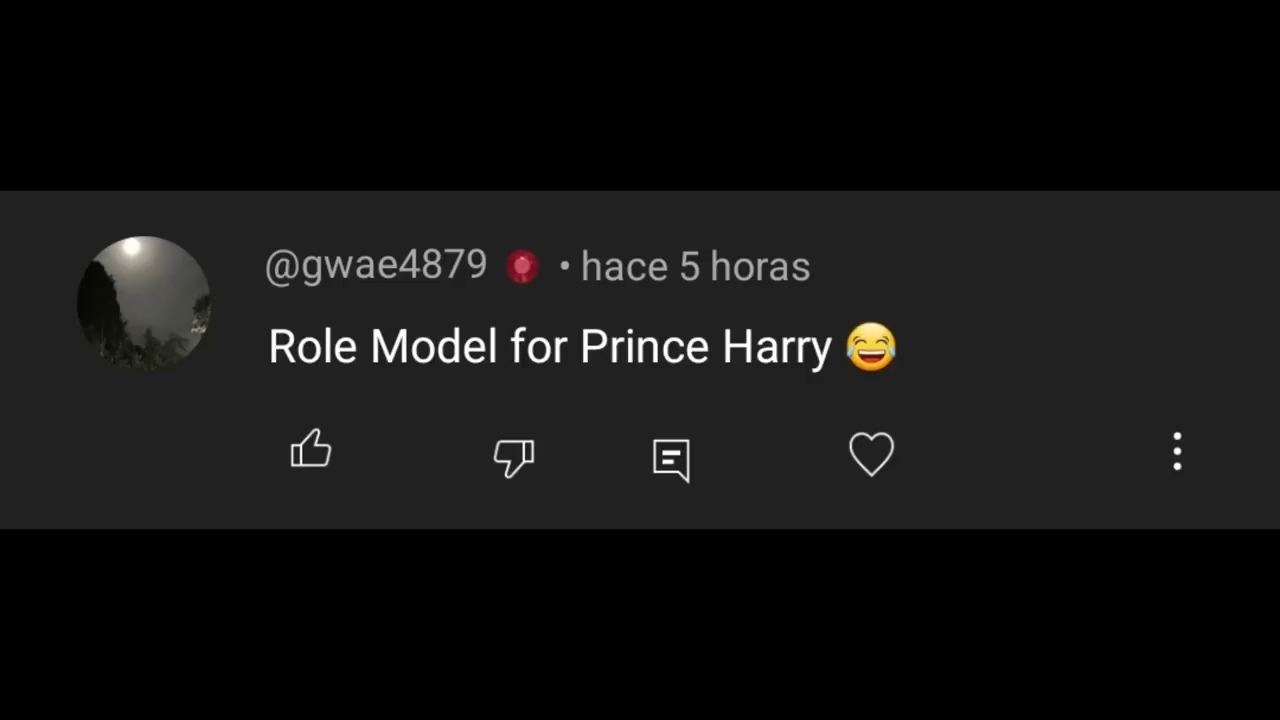 @gwae4879 • hace 5 horas
Role Model for Prince Harry 😂